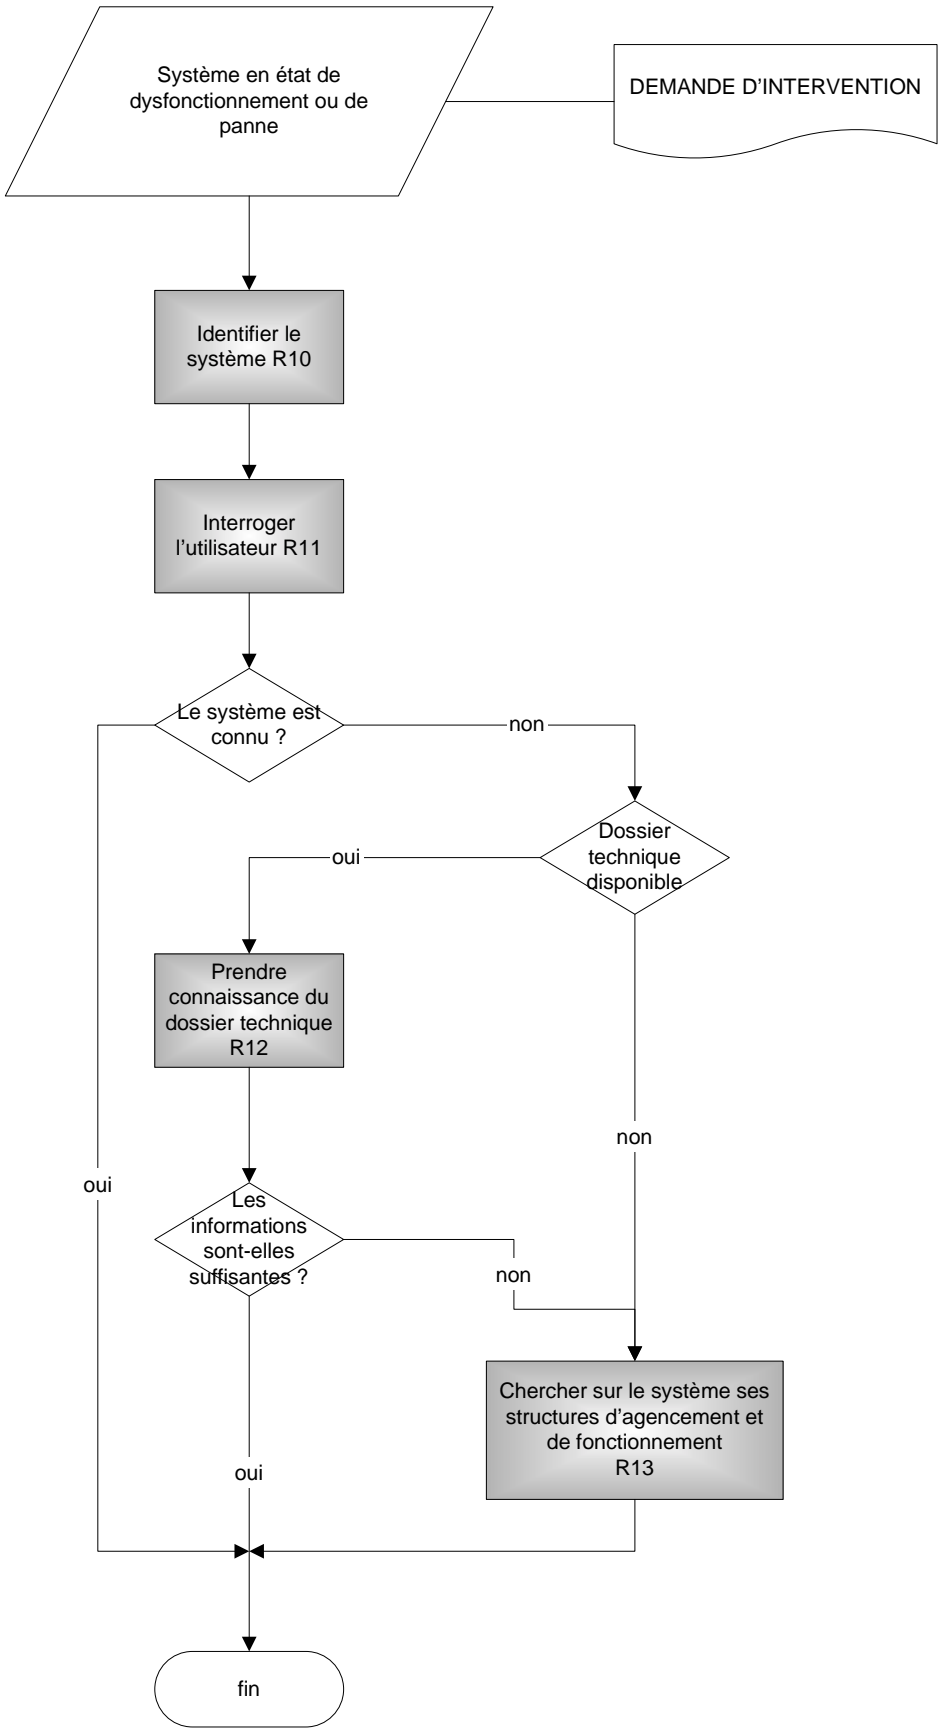 Système en état de
dysfonctionnement ou de
panne
DEMANDE D'INTERVENTION
Identifier le
système R10
Interroger
l'utilisateur R11
Le système est
connu ?
non
Dossier
technique
disponible
oui
Prendre
connaissance du
dossier technique
R12
non
oui
Les
informations
sont-elles
suffisantes ?
non
Chercher sur le système ses
structures d'agencement et
de fonctionnement
R13
oui
fin